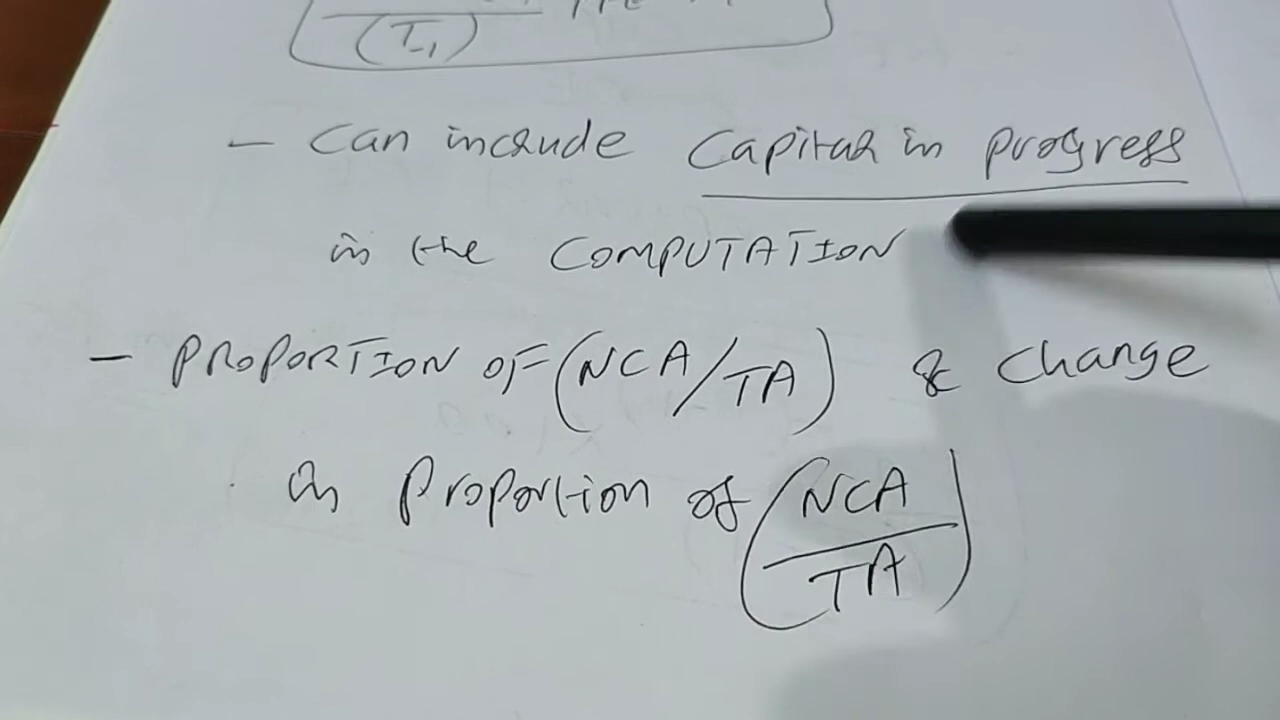 (T-1)
- Can include Capital in progress
in the COMPUTATION
- PROPORTION OF (NCA/TA) & Change
in Proportion of (NCA/TA)